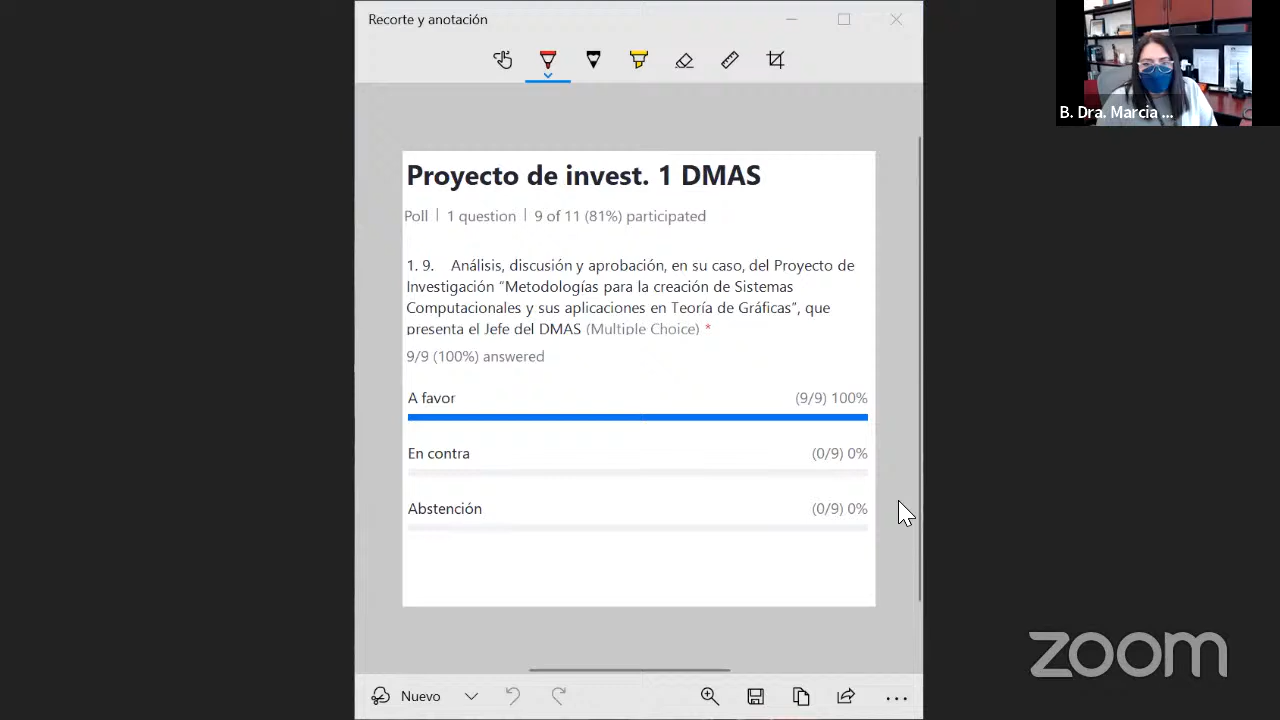 Recorte y anotación
B. Dra. Marcia ...
Proyecto de invest. 1 DMAS
Poll | 1 question | 9 of 11 (81%) participated
1. 9. Análisis, discusión y aprobación, en su caso, del Proyecto de
Investigación “Metodologías para la creación de Sistemas
Computacionales y sus aplicaciones en Teoría de Gráficas”, que
presenta el Jefe del DMAS (Multiple Choice) *
9/9 (100%) answered
A favor (9/9) 100%
En contra (0/9) 0%
Abstención (0/9) 0%
zoom
Nuevo